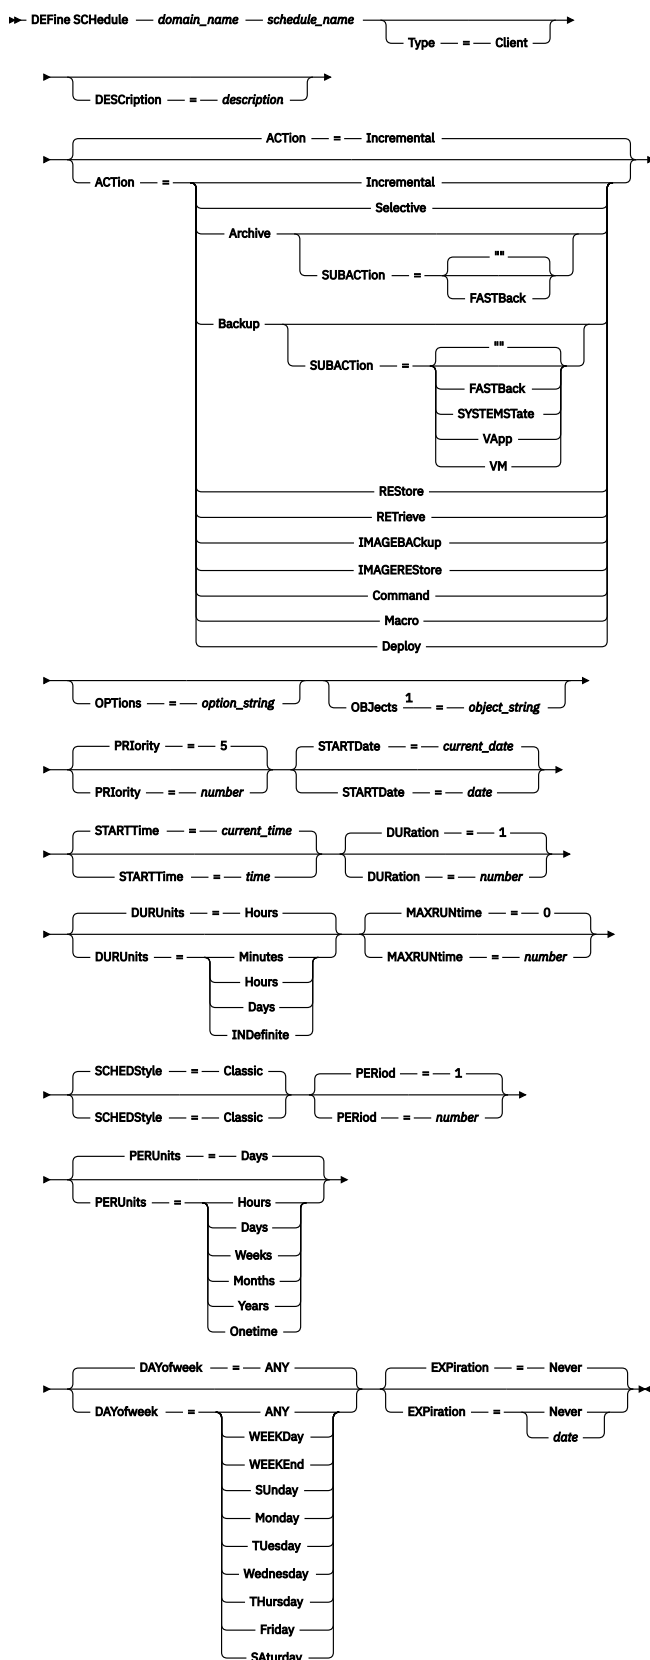 DEFine SCHedule domain_name schedule_name
Type = Client
DESCription = description
ACTion = Incremental
ACTion = Incremental
Selective
Archive
""
SUBACTion =
FASTBack
Backup
""
SUBACTion =
FASTBack
SYSTEMSTate
VApp
VM
REStore
RETrieve
IMAGEBACkup
IMAGEREStore
Command
Macro
Deploy
OPTions = option_string OBJects 1 = object_string
PRIority = 5 STARTDate = current_date
PRIority = number STARTDate = date
STARTTime = current_time DURation = 1
STARTTime = time DURation = number
DURUnits = Hours MAXRUNtime = 0
DURUnits = Minutes MAXRUNtime = number
Hours
Days
INDefinite
SCHEDStyle = Classic PERiod = 1
SCHEDStyle = Classic PERiod = number
PERUnits = Days
PERUnits = Hours
Days
Weeks
Months
Years
Onetime
DAYofweek = ANY EXPiration = Never
DAYofweek = ANY EXPiration = Never
WEEKDay date
WEEKEnd
SUnday
Monday
TUesday
Wednesday
THursday
Friday
SAturday